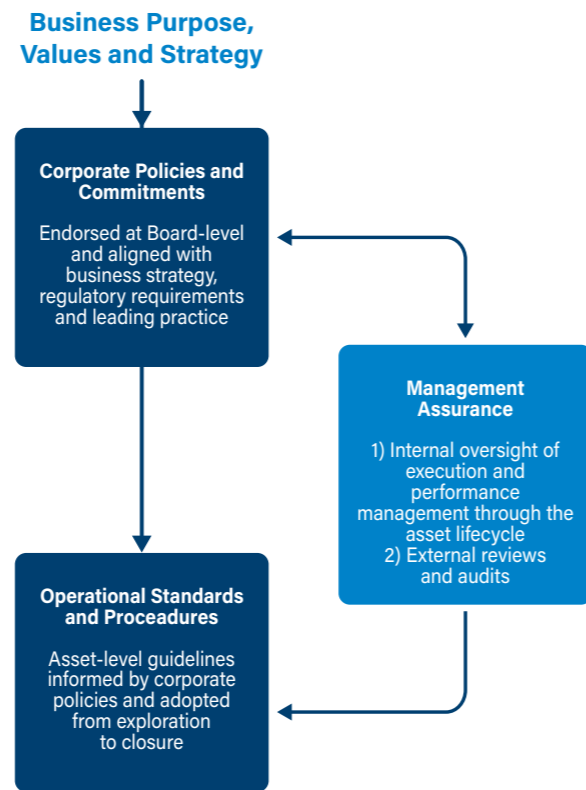 Business Purpose,
Values and Strategy
Corporate Policies and
Commitments
Endorsed at Board-level
and aligned with
business strategy,
regulatory requirements
and leading practice
Management
Assurance
1) Internal oversight of
execution and
performance
management through the
asset lifecycle
2) External reviews
and audits
Operational Standards
and Proceadures
Asset-level guidelines
informed by corporate
policies and adopted
from exploration
to closure